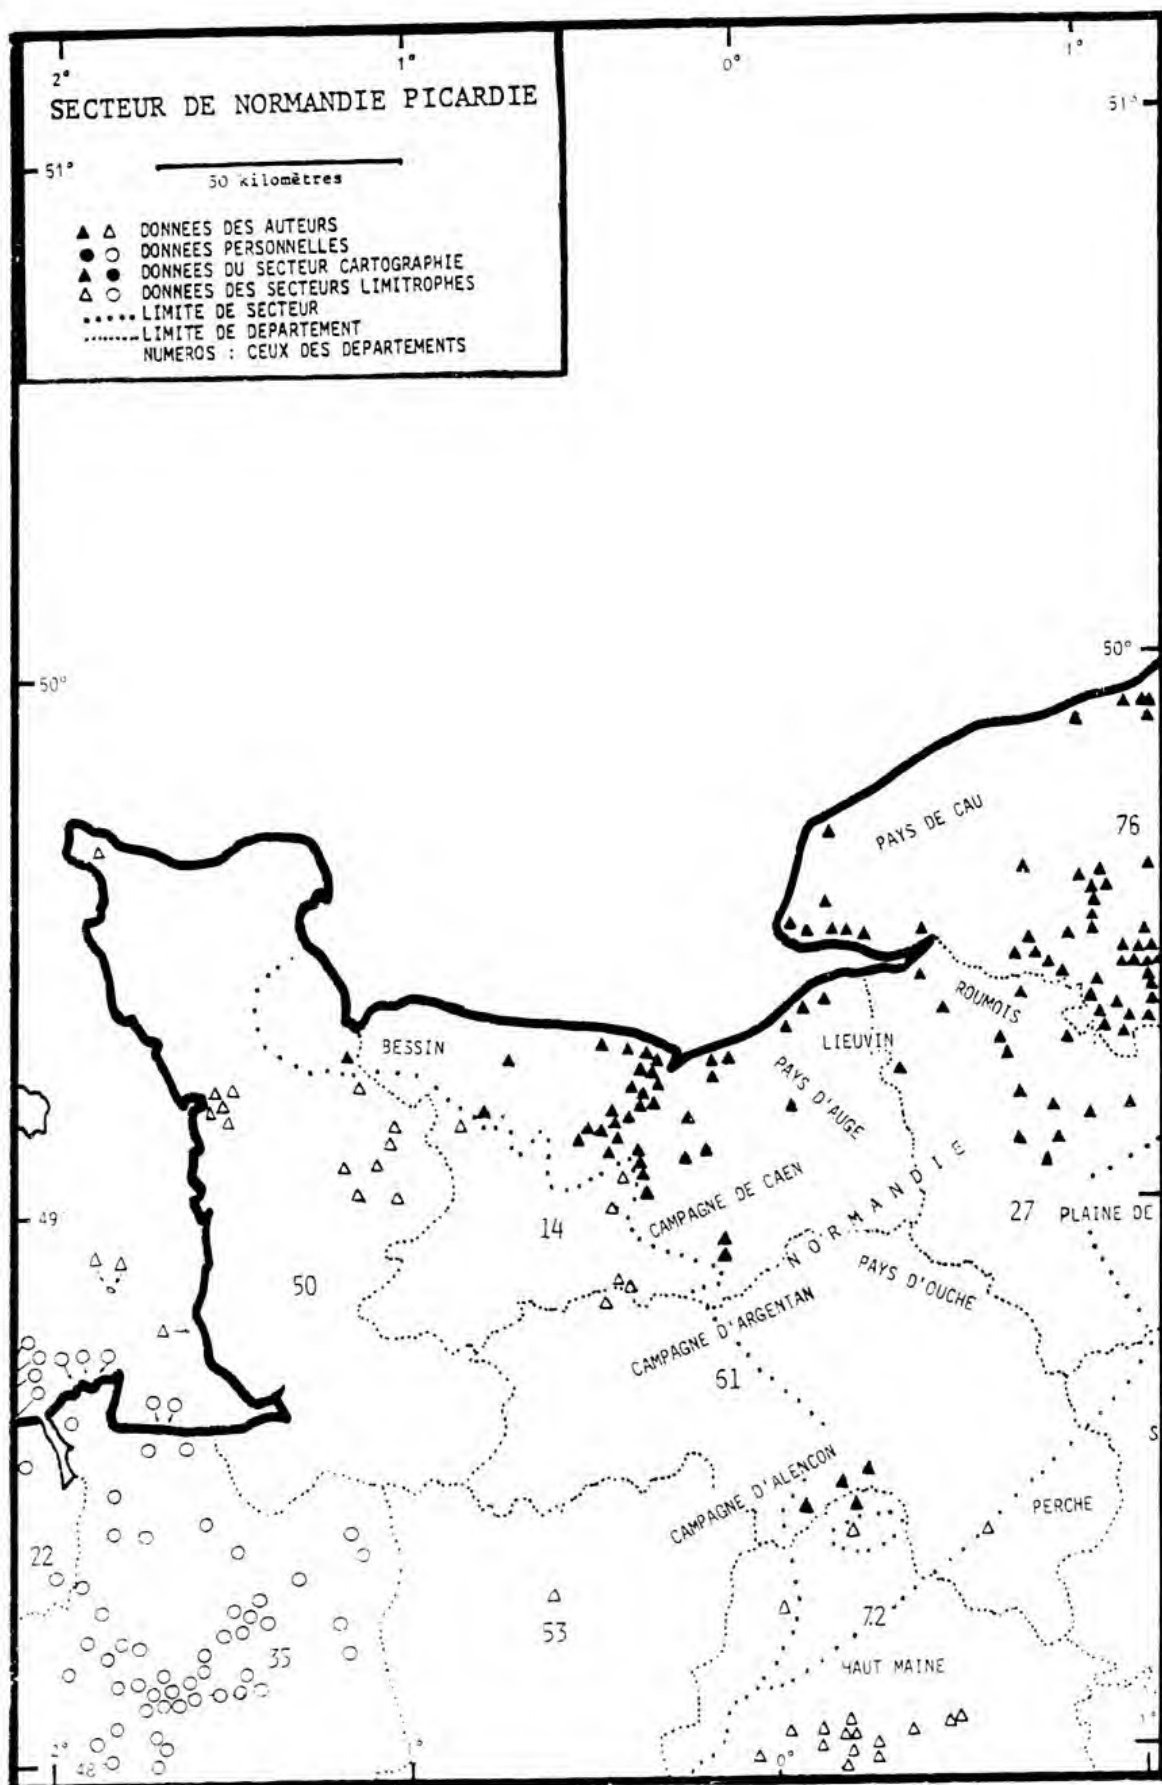 2°
1°
0°
1°
SECTEUR DE NORMANDIE PICARDIE
51°
51°
50 kilomètres
DONNEES DES AUTEURS
DONNEES PERSONNELLES
DONNEES DU SECTEUR CARTOGRAPHIE
DONNEES DES SECTEURS LIMITROPHES
LIMITE DE SECTEUR
LIMITE DE DEPARTEMENT
NUMEROS : CEUX DES DEPARTEMENTS
50°
50°
PAYS DE CAU
76
ROUMOIS
BESSIN
LIEUVIN
PAYS D'AUGE
CAMPAGNE DE CAEN
NORMANDIE
49
14
27
PLAINE DE
50
PAYS D'OUCHE
CAMPAGNE D'ARGENTAN
61
S
CAMPAGNE D'ALENCON
PERCHE
22
53
72
35
HAUT MAINE
48
1°
1°
0°
1°